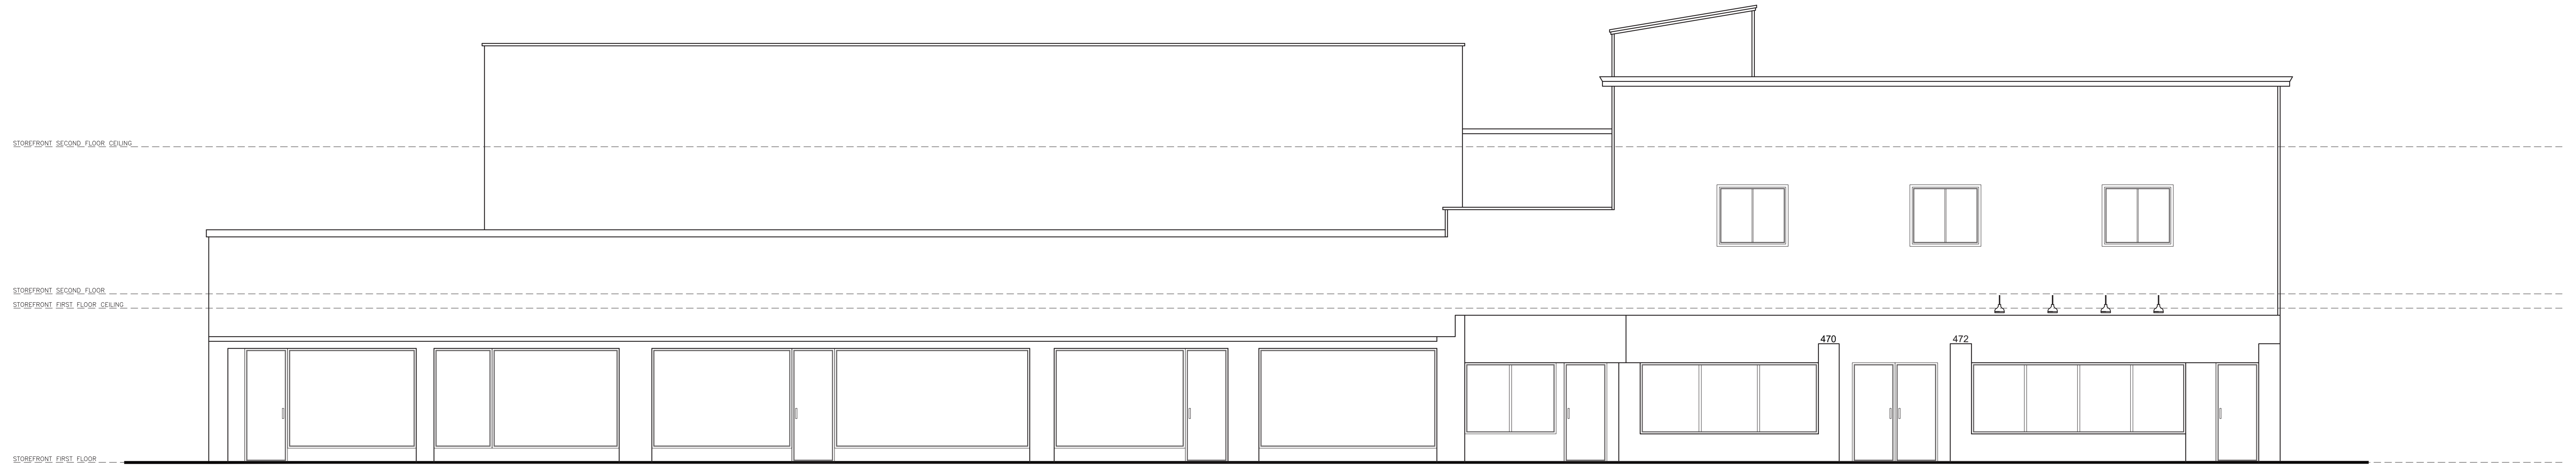 STOREFRONT SECOND FLOOR CEILING
STOREFRONT SECOND FLOOR
STOREFRONT FIRST FLOOR CEILING
470
472
STOREFRONT FIRST FLOOR